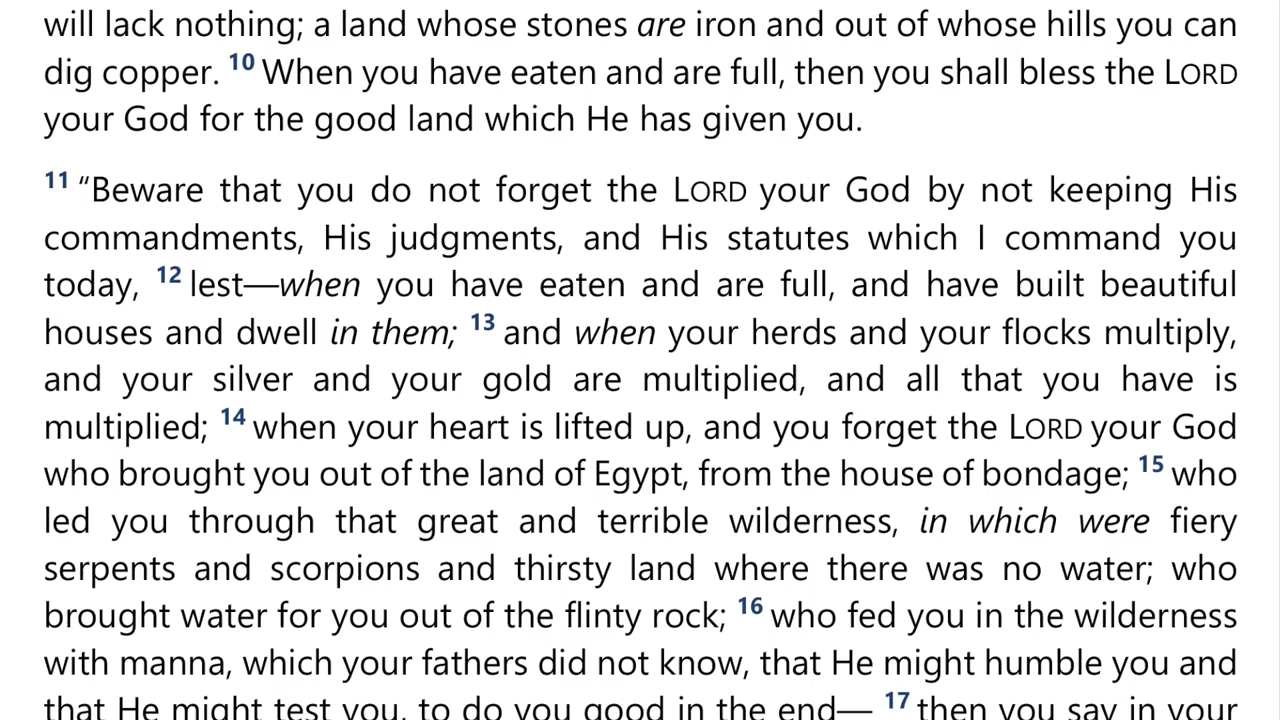 will lack nothing; a land whose stones are iron and out of whose hills you can
dig copper. 10 When you have eaten and are full, then you shall bless the LORD
your God for the good land which He has given you.
11 “Beware that you do not forget the LORD your God by not keeping His
commandments, His judgments, and His statutes which I command you
today, 12 lest—when you have eaten and are full, and have built beautiful
houses and dwell in them; 13 and when your herds and your flocks multiply,
and your silver and your gold are multiplied, and all that you have is
multiplied; 14 when your heart is lifted up, and you forget the LORD your God
who brought you out of the land of Egypt, from the house of bondage; 15 who
led you through that great and terrible wilderness, in which were fiery
serpents and scorpions and thirsty land where there was no water; who
brought water for you out of the flinty rock; 16 who fed you in the wilderness
with manna, which your fathers did not know, that He might humble you and
that He might test you, to do you good in the end— 17 then you say in your